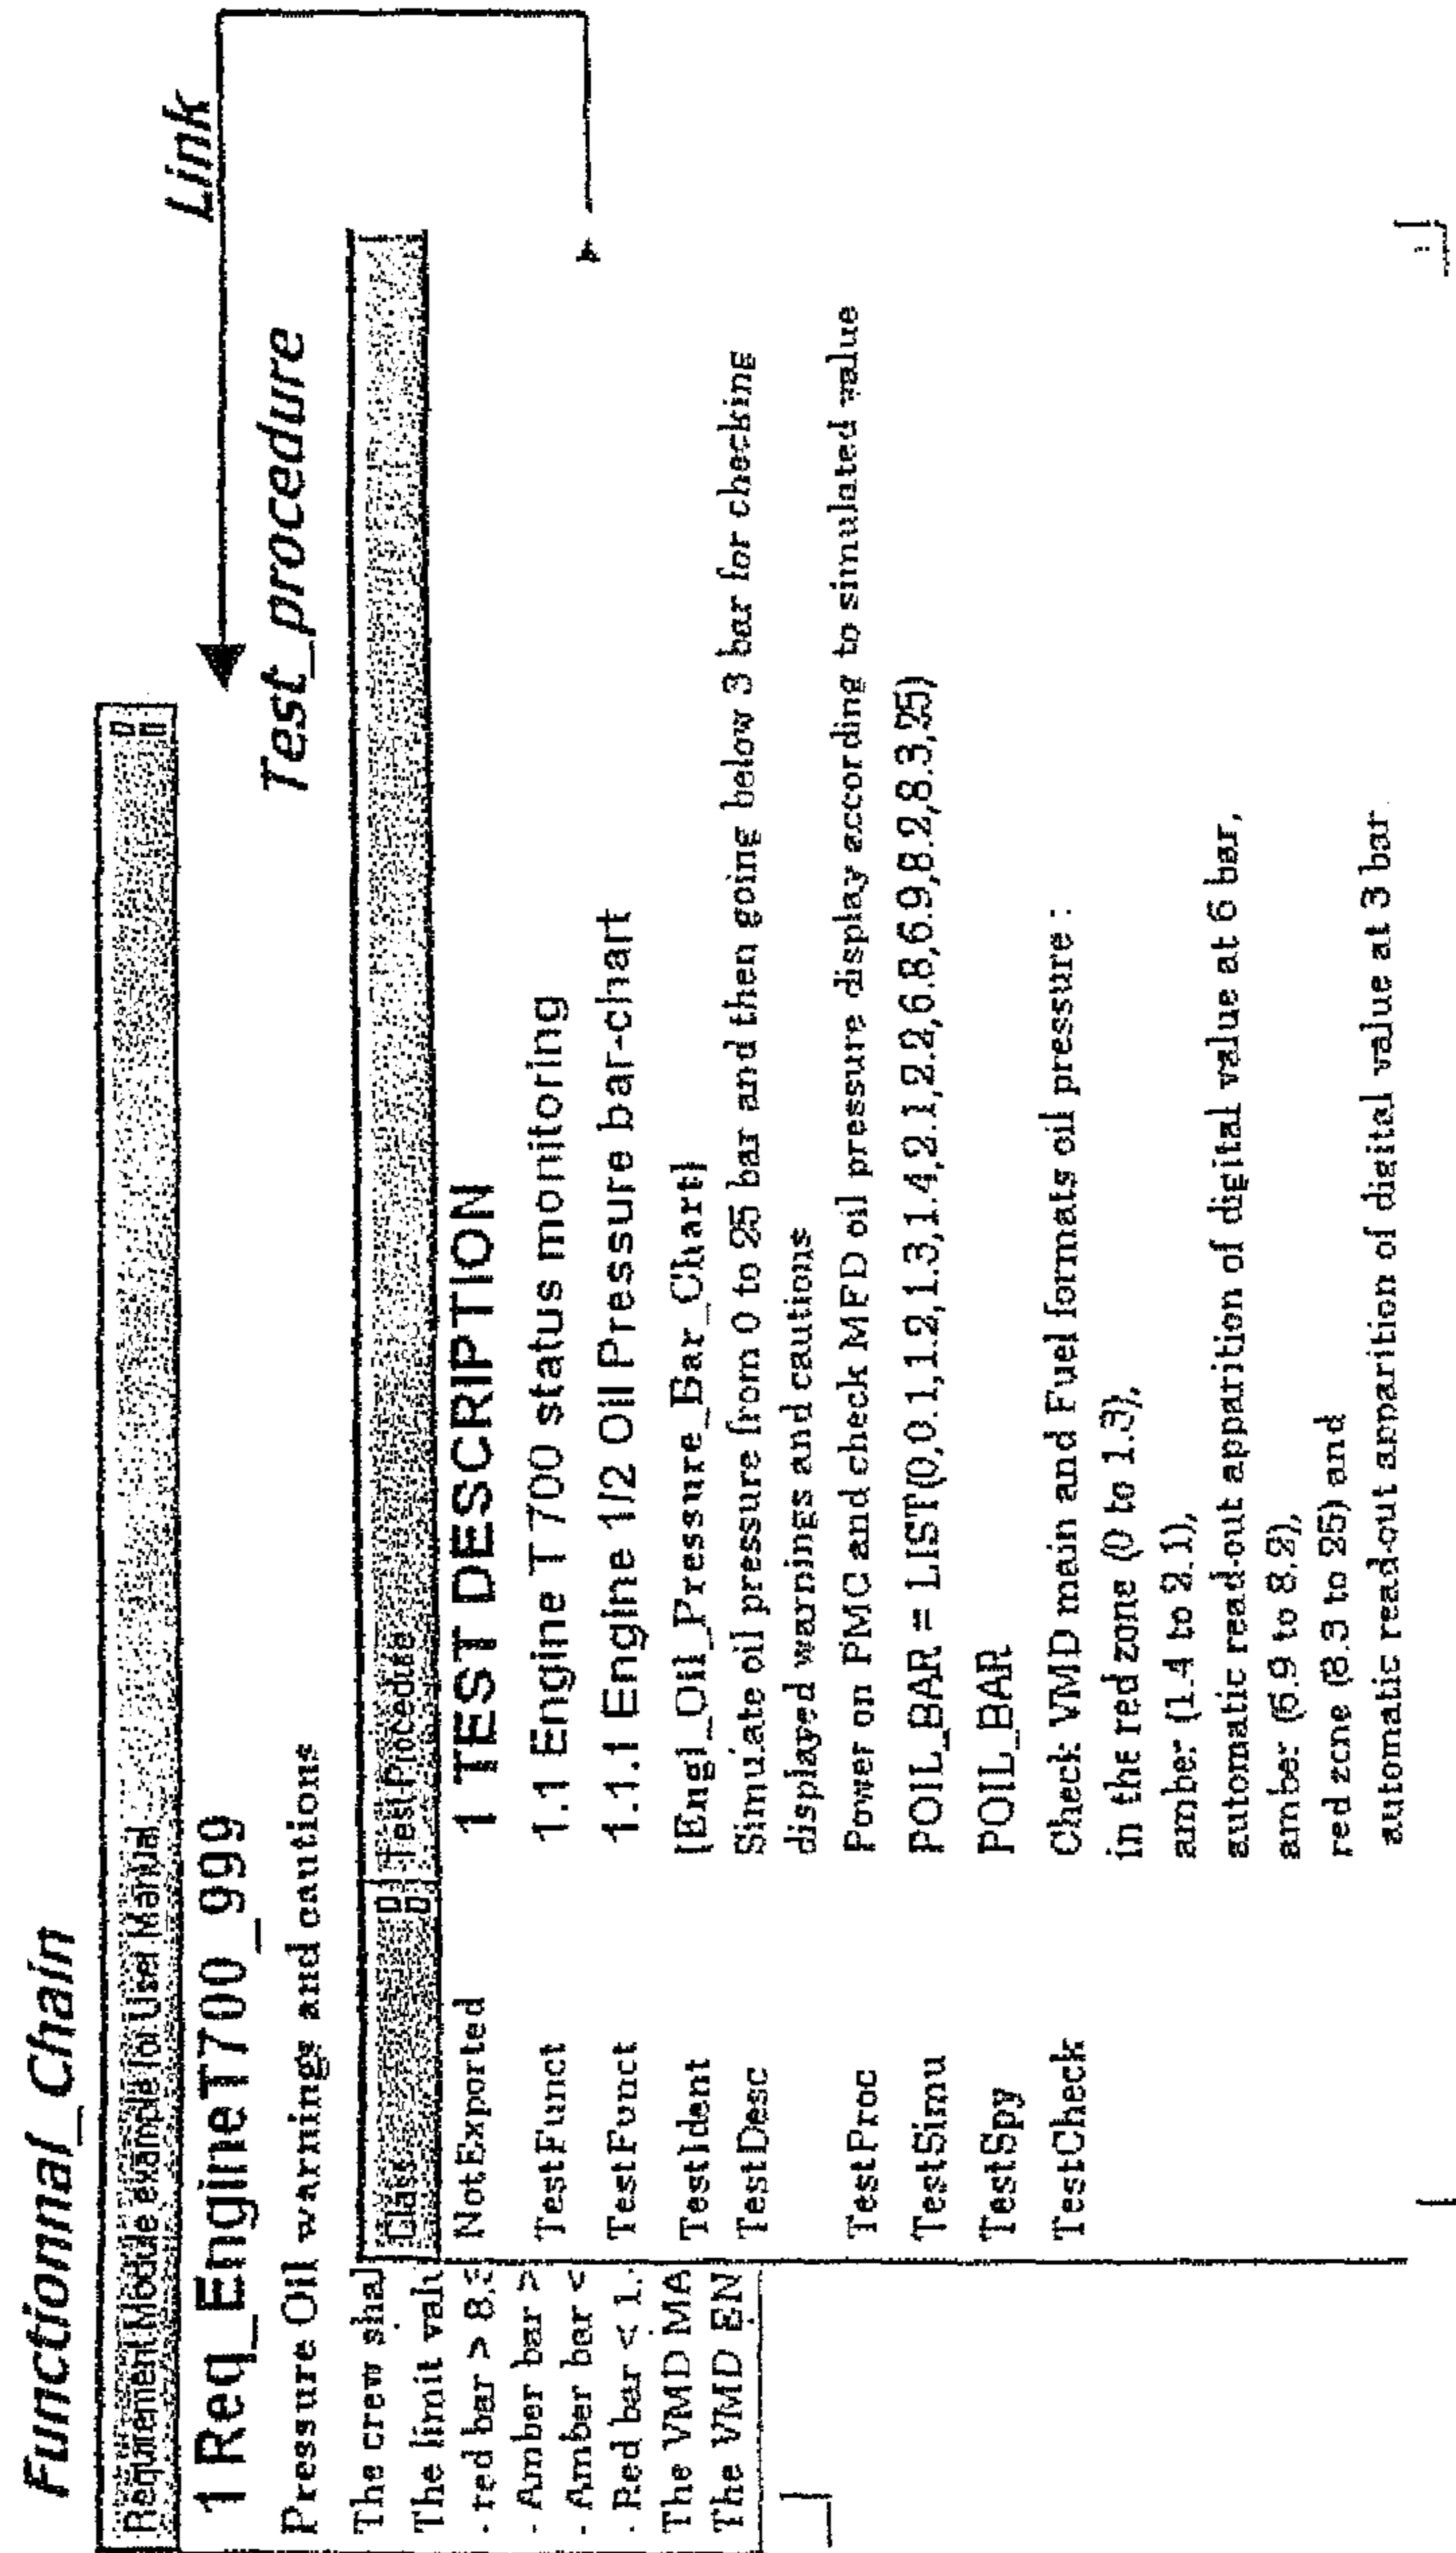 Functionnal_Chain
Requirement Module example for User Manual
1 Req_EngineT700_999
Pressure Oil warnings and cautions
The crew shal
The limit valu
- red bar > 8.3
- Amber bar >
- Amber bar <
- Red bar < 1.
The VMD MA
The VMD EN
Link
Test_procedure
Class TestProcedure
NotExported 1 TEST DESCRIPTION
TestFunct 1.1 Engine T700 status monitoring
TestFunct 1.1.1 Engine 1/2 Oil Pressure bar-chart
TestIdent [Engl_Oil_Pressure_Bar_Chart]
TestDesc Simulate oil pressure from 0 to 25 bar and then going below 3 bar for checking
displayed warnings and cautions
TestProc Power on PMC and check MFD oil pressure display according to simulated value
TestSimu POIL_BAR = LIST(0,0.1,1.2,1.3,1.4,2.1,2.2,6.8,6.9,8.2,8.3,25)
TestSpy POIL_BAR
TestCheck Check VMD main and Fuel formats oil pressure :
in the red zone (0 to 1.3),
amber (1.4 to 2.1),
automatic read-out apparition of digital value at 6 bar,
amber (6.9 to 8.2),
red zone (8.3 to 25) and
automatic read-out apparition of digital value at 3 bar